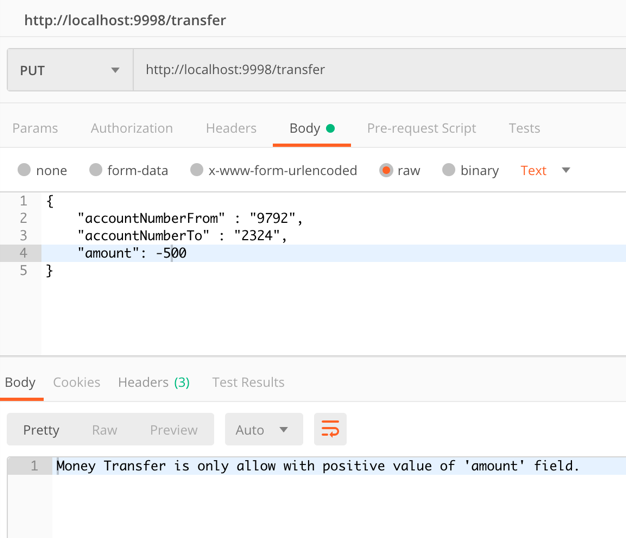 http://localhost:9998/transfer
PUT http://localhost:9998/transfer
Params Authorization Headers Body Pre-request Script Tests
none form-data x-www-form-urlencoded raw binary Text
1 {
2 "accountNumberFrom" : "9792",
3 "accountNumberTo" : "2324",
4 "amount": -500
5 }
Body Cookies Headers (3) Test Results
Pretty Raw Preview Auto
1 Money Transfer is only allow with positive value of 'amount' field.